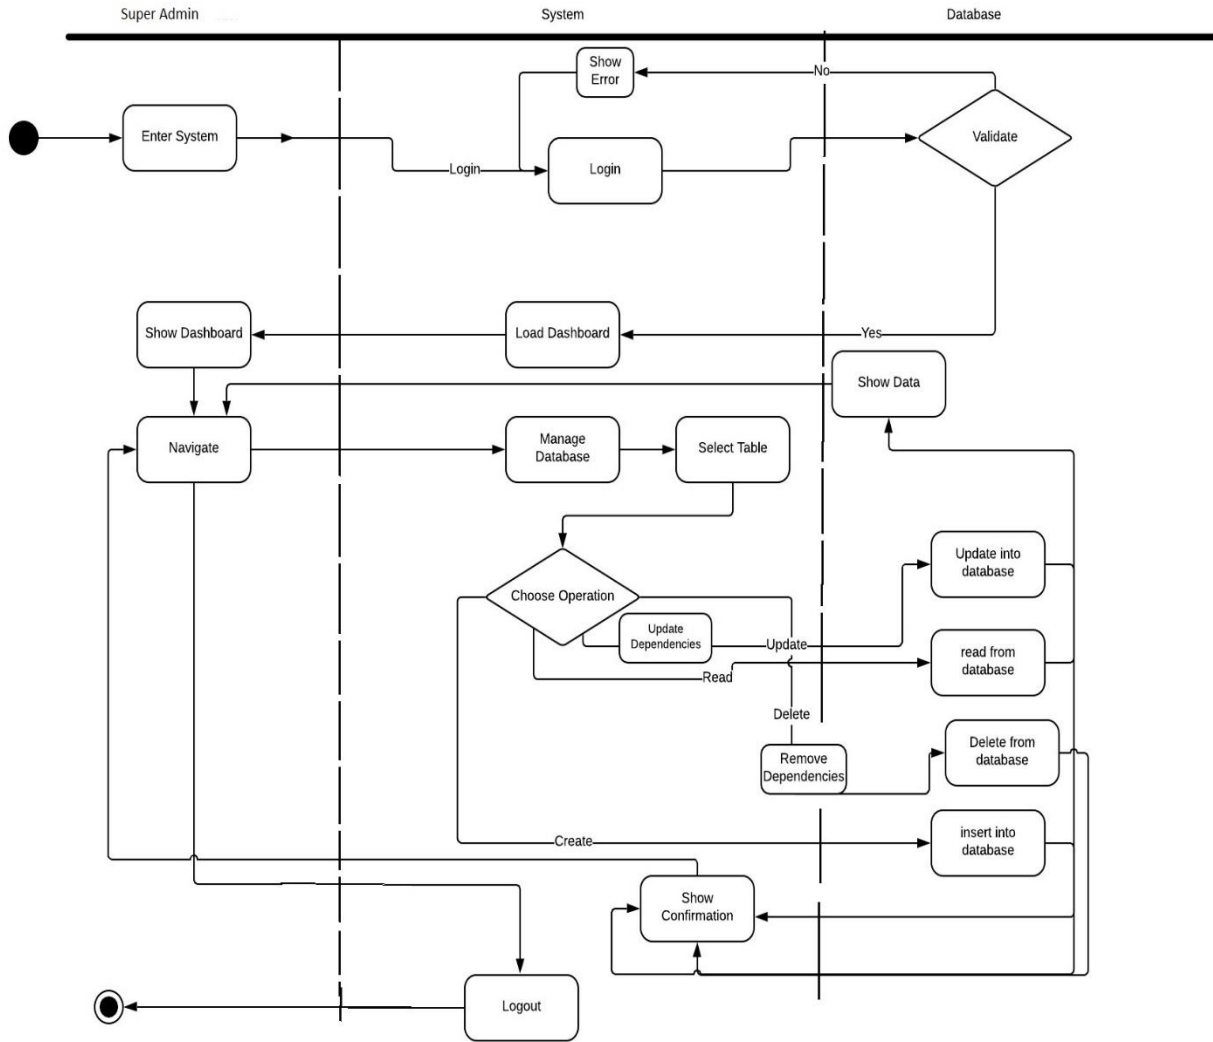 Super Admin
System
Database
Show
Error
No
Enter System
Validate
Login
Login
Show Dashboard
Load Dashboard
Yes
Show Data
Navigate
Manage
Database
Select Table
Update into
database
Choose Operation
Update
Dependencies
Update
read from
database
Read
Delete
Delete from
database
Remove
Dependencies
insert into
database
Create
Show
Confirmation
Logout